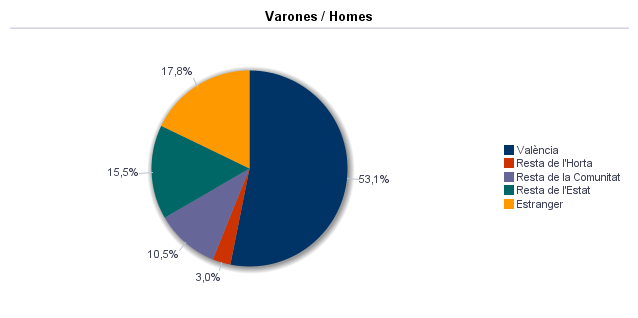 Varones / Homes
17,8%
15,5%
53,1%
10,5%
3,0%
València
Resta de l'Horta
Resta de la Comunitat
Resta de l'Estat
Estranger